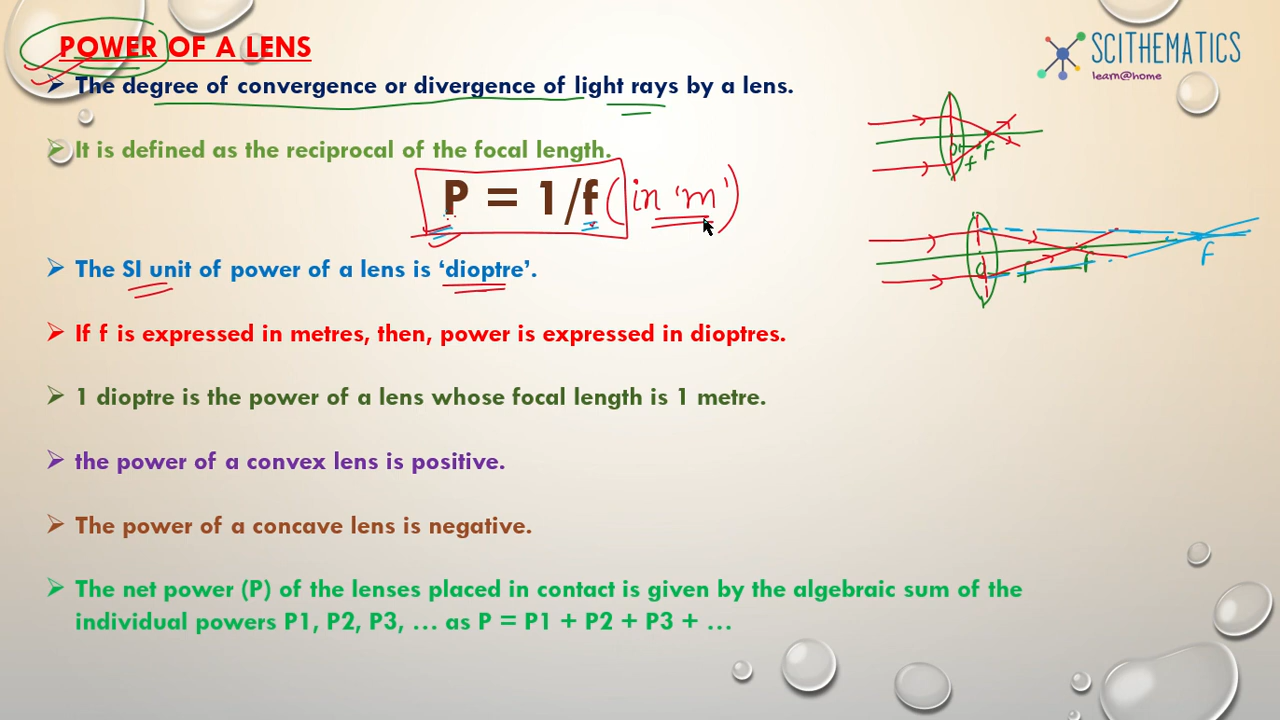 POWER OF A LENS
SCITHEMATICS
learn@home
The degree of convergence or divergence of light rays by a lens.
It is defined as the reciprocal of the focal length.
P = 1/f (in 'm')
The SI unit of power of a lens is ‘dioptre’.
If f is expressed in metres, then, power is expressed in dioptres.
1 dioptre is the power of a lens whose focal length is 1 metre.
the power of a convex lens is positive.
The power of a concave lens is negative.
The net power (P) of the lenses placed in contact is given by the algebraic sum of the
individual powers P1, P2, P3, … as P = P1 + P2 + P3 + …
O F
f
O f F
F